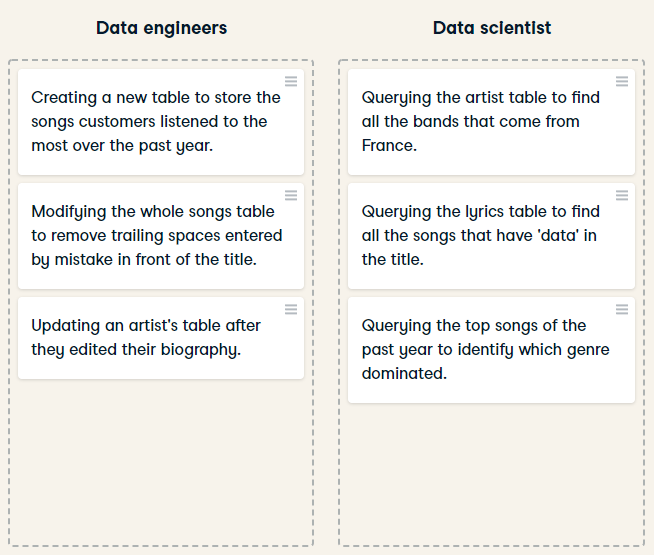 Data engineers
Creating a new table to store the
songs customers listened to the
most over the past year.
Modifying the whole songs table
to remove trailing spaces entered
by mistake in front of the title.
Updating an artist's table after
they edited their biography.
Data scientist
Querying the artist table to find
all the bands that come from
France.
Querying the lyrics table to find
all the songs that have 'data' in
the title.
Querying the top songs of the
past year to identify which genre
dominated.